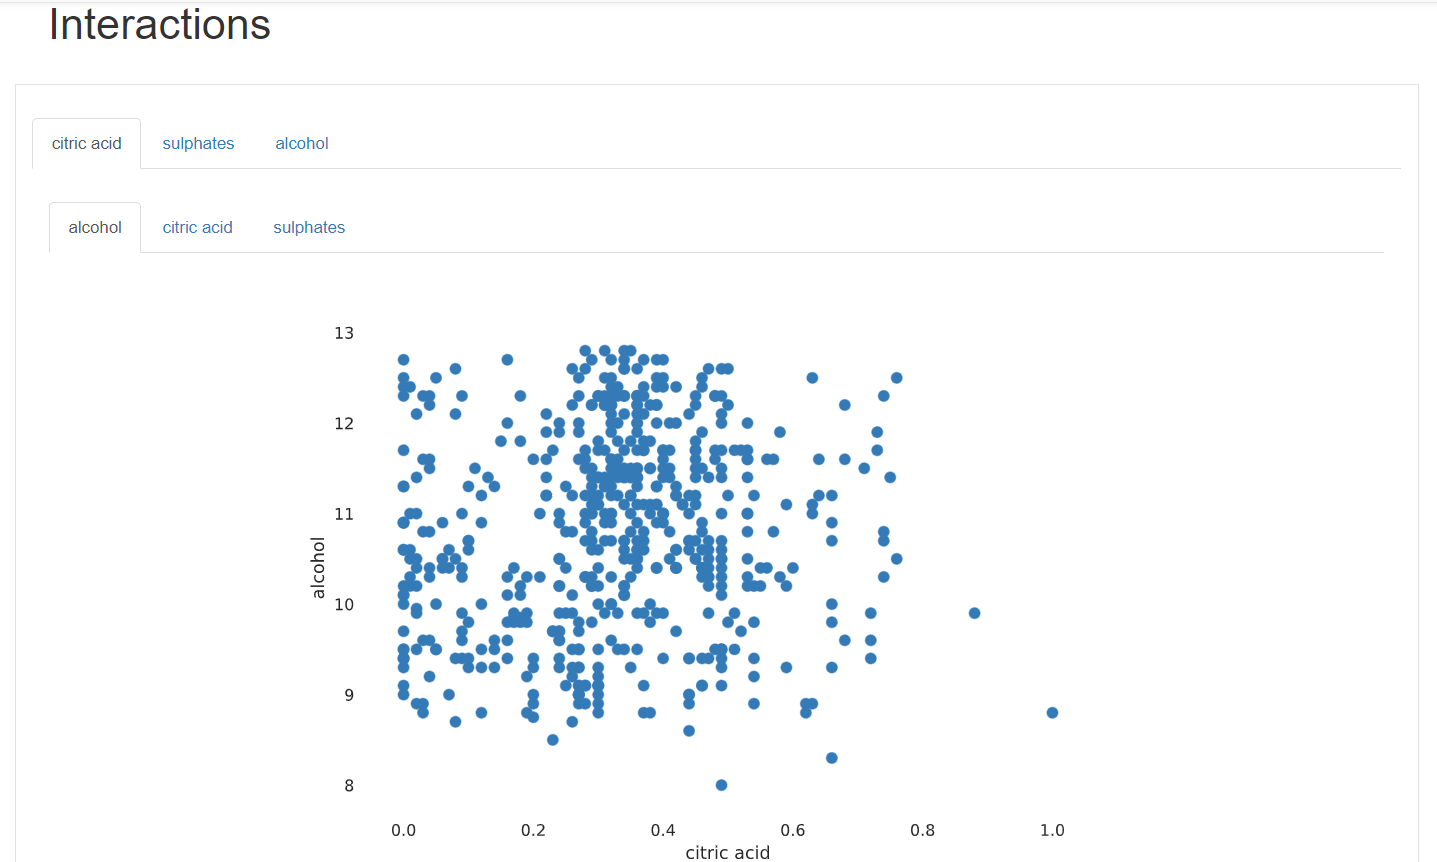 Interactions
citric acid sulphates alcohol
alcohol citric acid sulphates
13
12
11
10
9
8
alcohol
0.0 0.2 0.4 0.6 0.8 1.0
citric acid